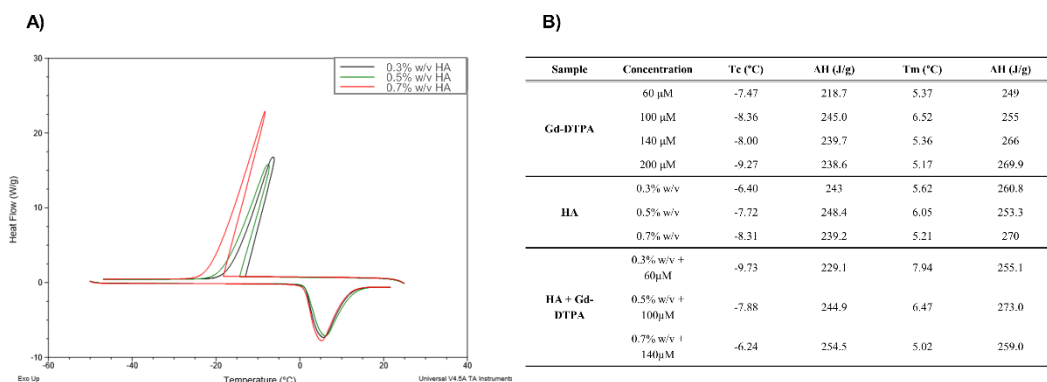 A)
B)
30
0.3% w/v HA
0.5% w/v HA
0.7% w/v HA
20
10
0
-10
Heat Flow (W/g)
-60
-40
-20
0
20
40
Exo Up
Temperature (°C)
Universal V4.5A TA Instruments
Sample Concentration Tc (°C) ΔH (J/g) Tm (°C) ΔH (J/g)
Gd-DTPA
60 μM -7.47 218.7 5.37 249
100 μM -8.36 245.0 6.52 255
140 μM -8.00 239.7 5.36 266
200 μM -9.27 238.6 5.17 269.9
HA
0.3% w/v -6.40 243 5.62 260.8
0.5% w/v -7.72 248.4 6.05 253.3
0.7% w/v -8.31 239.2 5.21 270
HA + Gd-
DTPA
0.3% w/v +
60μM -9.73 229.1 7.94 255.1
0.5% w/v +
100μM -7.88 244.9 6.47 273.0
0.7% w/v +
140μM -6.24 254.5 5.02 259.0